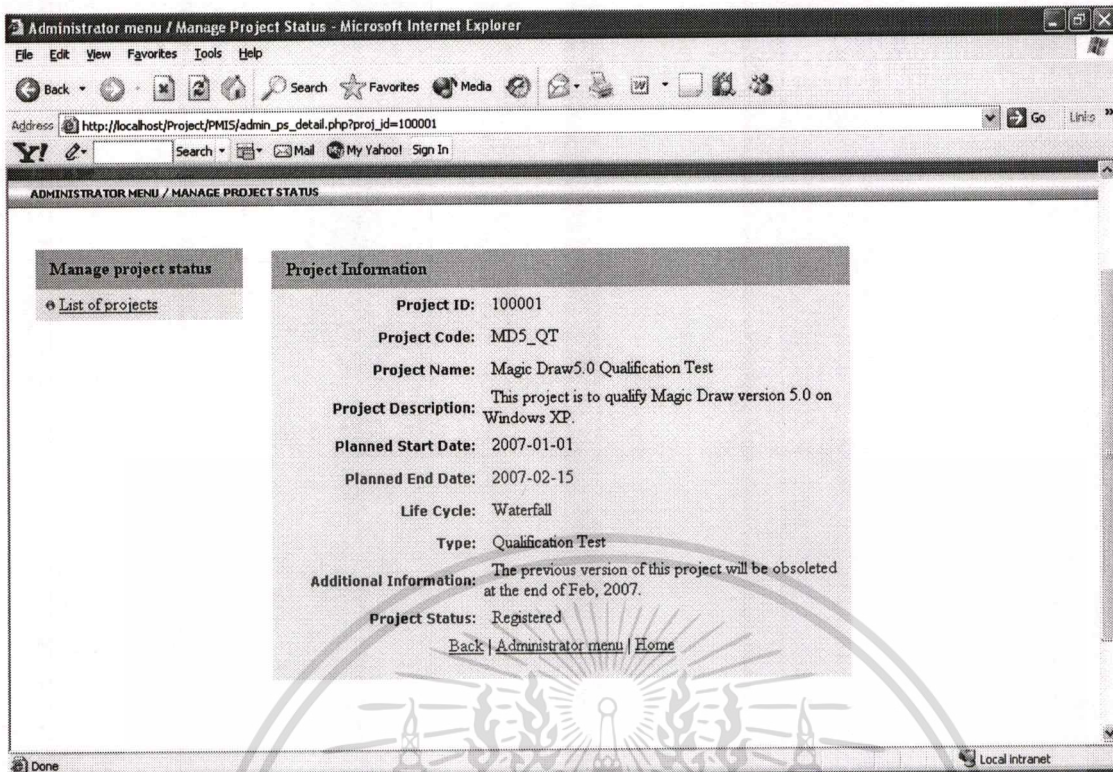 Administrator menu / Manage Project Status - Microsoft Internet Explorer
File Edit View Favorites Tools Help
Back Search Favorites Media
Address http://localhost/Project/PMIS/admin_ps_detail.php?proj_id=100001 Go Links »
Y! Search Mail My Yahoo! Sign In
ADMINISTRATOR MENU / MANAGE PROJECT STATUS
Manage project status
List of projects
Project Information
Project ID: 100001
Project Code: MD5_QT
Project Name: Magic Draw5.0 Qualification Test
Project Description: This project is to qualify Magic Draw version 5.0 on
Windows XP.
Planned Start Date: 2007-01-01
Planned End Date: 2007-02-15
Life Cycle: Waterfall
Type: Qualification Test
Additional Information: The previous version of this project will be obsoleted
at the end of Feb, 2007.
Project Status: Registered
Back | Administrator menu | Home
Done Local intranet